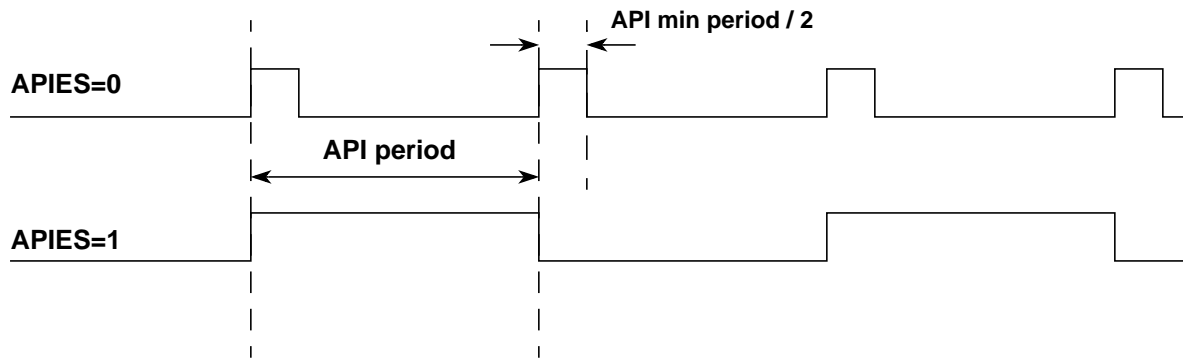 API min period / 2
APIES=0
API period
APIES=1